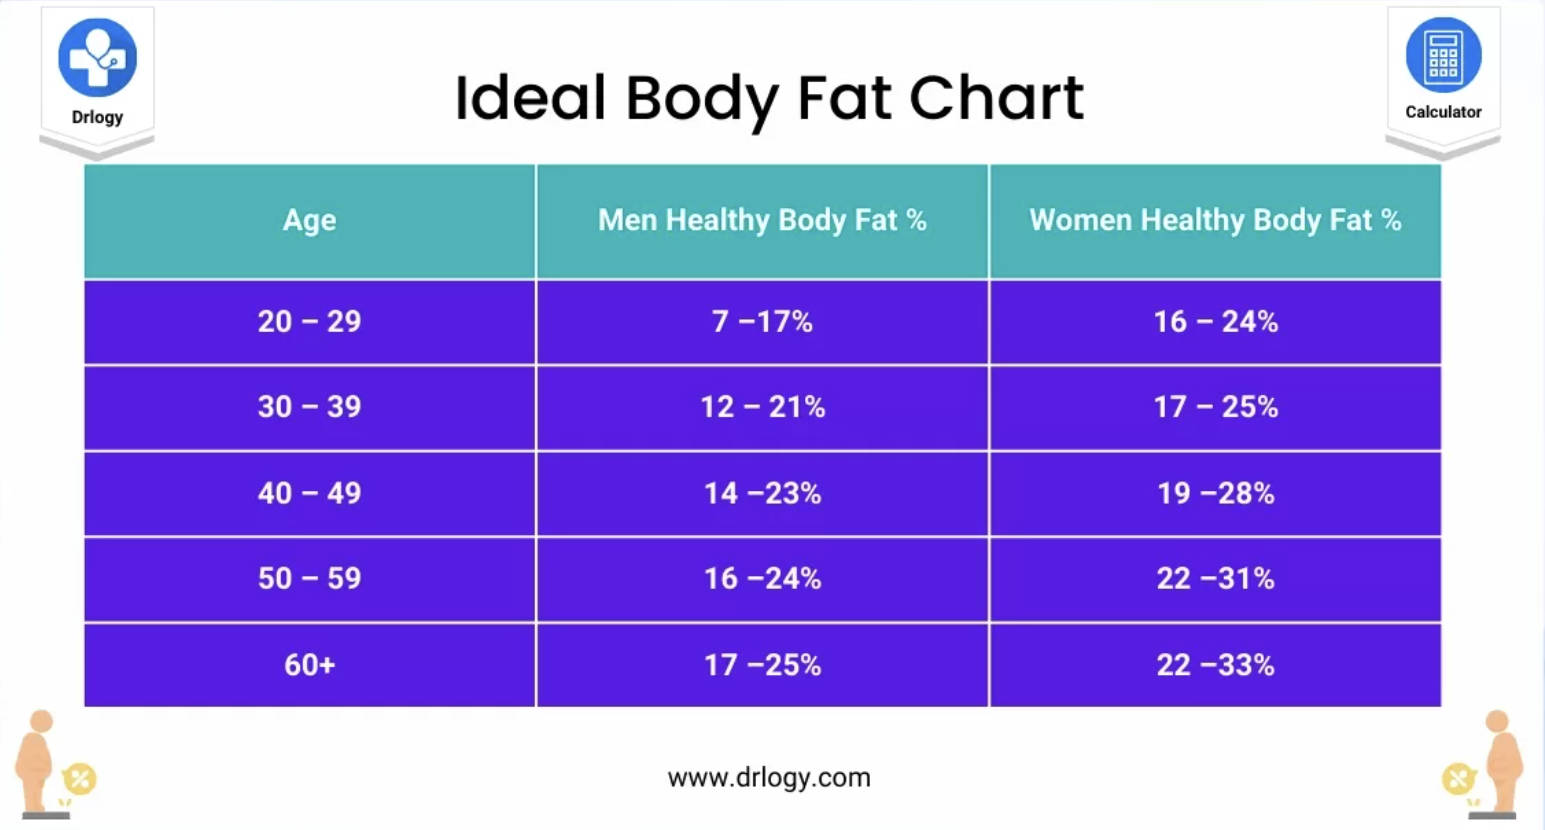 Drlogy
Calculator
Ideal Body Fat Chart
Age Men Healthy Body Fat % Women Healthy Body Fat %
20 – 29 7 –17% 16 – 24%
30 – 39 12 – 21% 17 – 25%
40 – 49 14 –23% 19 –28%
50 – 59 16 –24% 22 –31%
60+ 17 –25% 22 –33%
%
%
www.drlogy.com